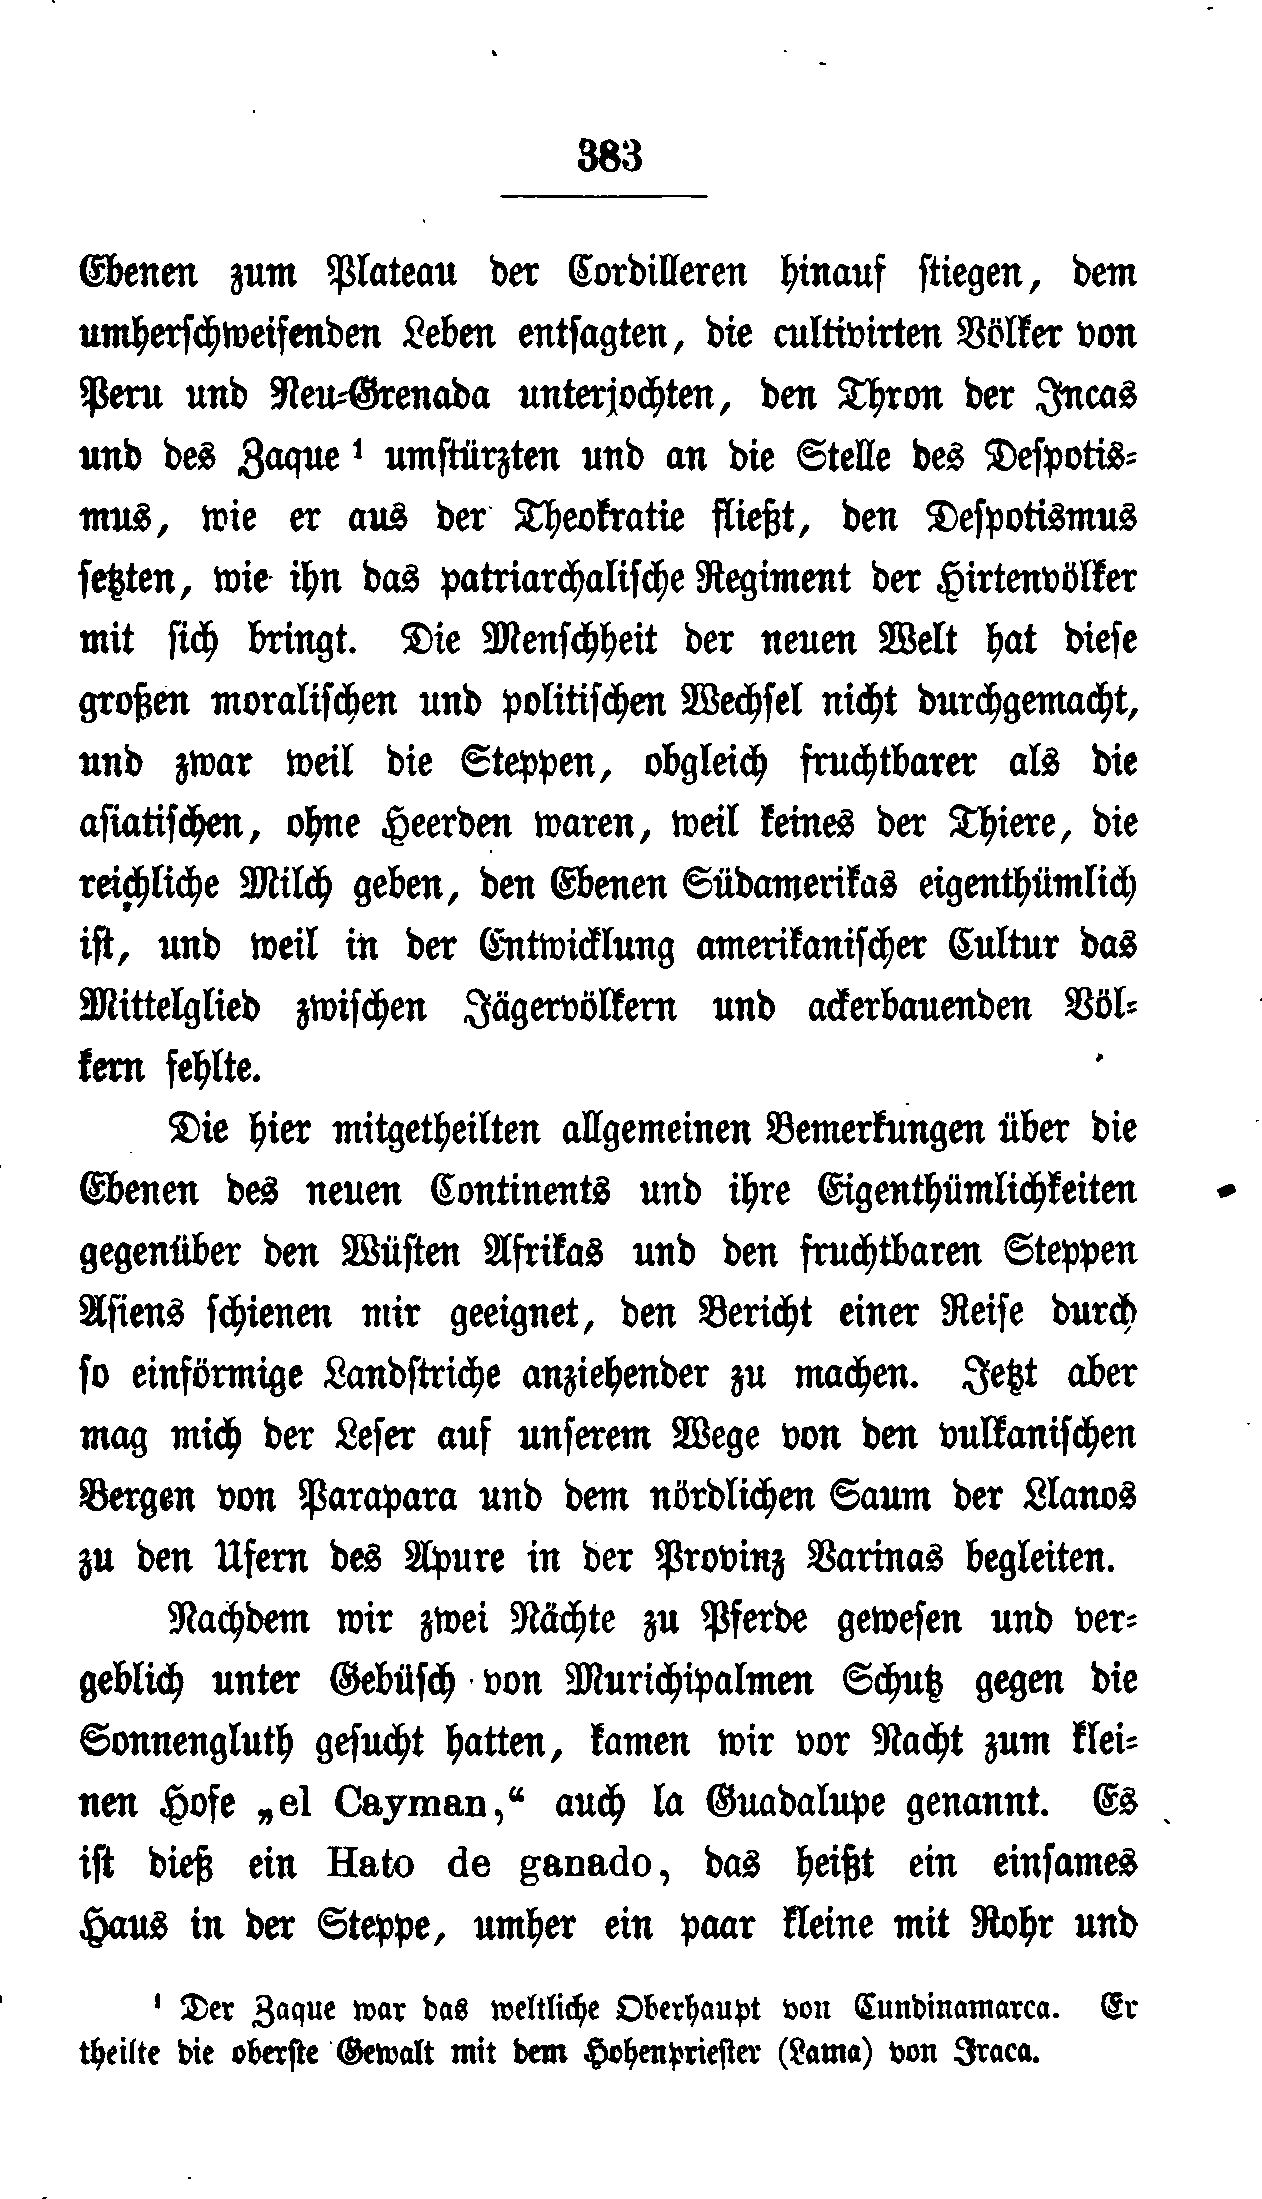 383
Ebenen zum Plateau der Cordilleren hinauf stiegen, dem
umherschweifenden Leben entsagten, die cultivirten Völker von
Peru und Neu-Grenada unterjochten, den Thron der Incas
und des Zaque ¹ umstürzten und an die Stelle des Despotis-
mus, wie er aus der Theokratie fließt, den Despotismus
setzten, wie ihn das patriarchalische Regiment der Hirtenvölker
mit sich bringt. Die Menschheit der neuen Welt hat diese
großen moralischen und politischen Wechsel nicht durchgemacht,
und zwar weil die Steppen, obgleich fruchtbarer als die
asiatischen, ohne Heerden waren, weil keines der Thiere, die
reichliche Milch geben, den Ebenen Südamerikas eigenthümlich
ist, und weil in der Entwicklung amerikanischer Cultur das
Mittelglied zwischen Jägervölkern und ackerbauenden Völ-
kern fehlte.
Die hier mitgetheilten allgemeinen Bemerkungen über die
Ebenen des neuen Continents und ihre Eigenthümlichkeiten
gegenüber den Wüsten Afrikas und den fruchtbaren Steppen
Asiens schienen mir geeignet, den Bericht einer Reise durch
so einförmige Landstriche anziehender zu machen. Jetzt aber
mag mich der Leser auf unserem Wege von den vulkanischen
Bergen von Parapara und dem nördlichen Saum der Llanos
zu den Ufern des Apure in der Provinz Varinas begleiten.
Nachdem wir zwei Nächte zu Pferde gewesen und ver-
geblich unter Gebüsch von Murichipalmen Schutz gegen die
Sonnengluth gesucht hatten, kamen wir vor Nacht zum klei-
nen Hofe „el Cayman,“ auch la Guadalupe genannt. Es
ist dieß ein Hato de ganado, das heißt ein einsames
Haus in der Steppe, umher ein paar kleine mit Rohr und
¹ Der Zaque war das weltliche Oberhaupt von Cundinamarca. Er
theilte die oberste Gewalt mit dem Hohenpriester (Lama) von Iraca.